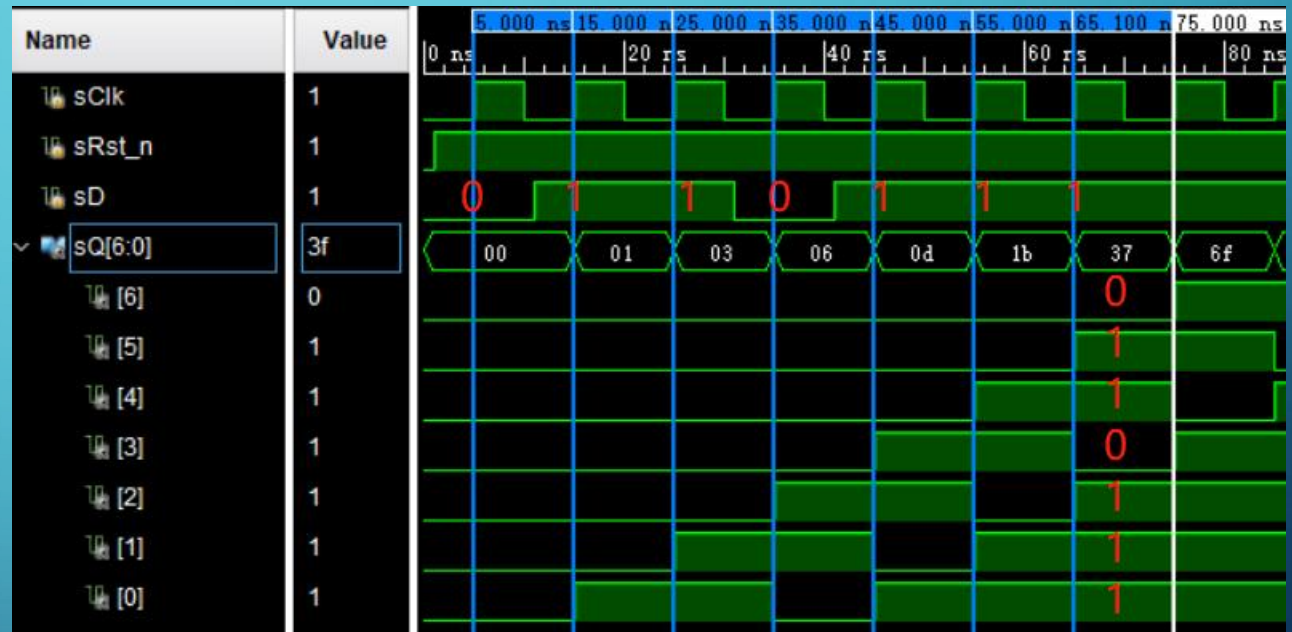 Name Value
5.000 ns 15.000 n 25.000 n 35.000 n 45.000 n 55.000 n 65.100 n 75.000 ns
0 ns 20 ns 40 ns 60 ns 80 ns
sClk 1
sRst_n 1
sD 1 0 1 1 0 1 1 1
sQ[6:0] 3f 00 01 03 06 0d 1b 37 6f
[6] 0 0
[5] 1 1
[4] 1 1
[3] 1 0
[2] 1 1
[1] 1 1
[0] 1 1